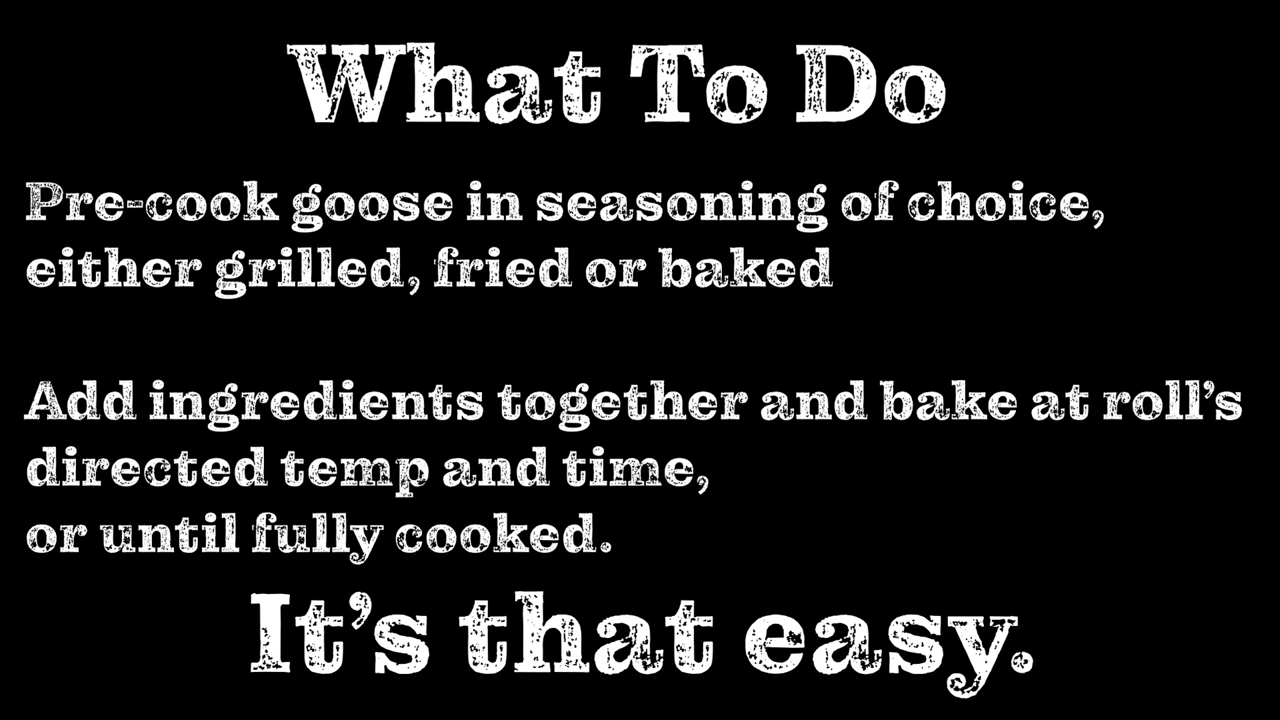 What To Do
Pre-cook goose in seasoning of choice,
either grilled, fried or baked
Add ingredients together and bake at roll's
directed temp and time,
or until fully cooked.
It's that easy.